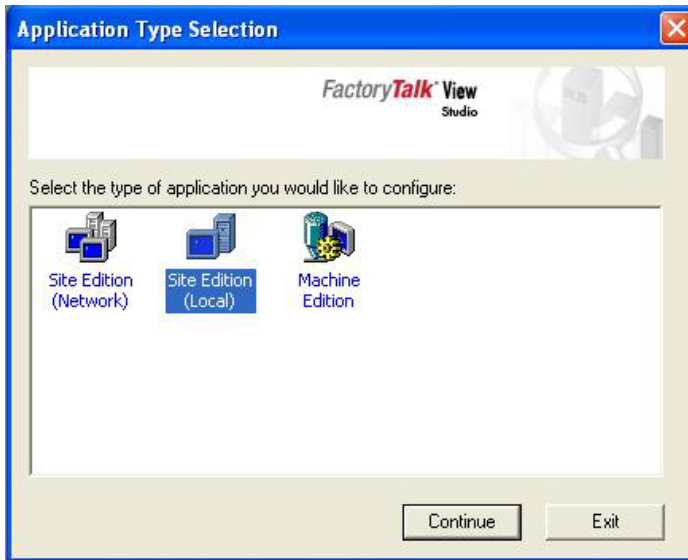 Application Type Selection
FactoryTalk View
Studio
Select the type of application you would like to configure:
Site Edition
(Network)
Site Edition
(Local)
Machine
Edition
Continue
Exit